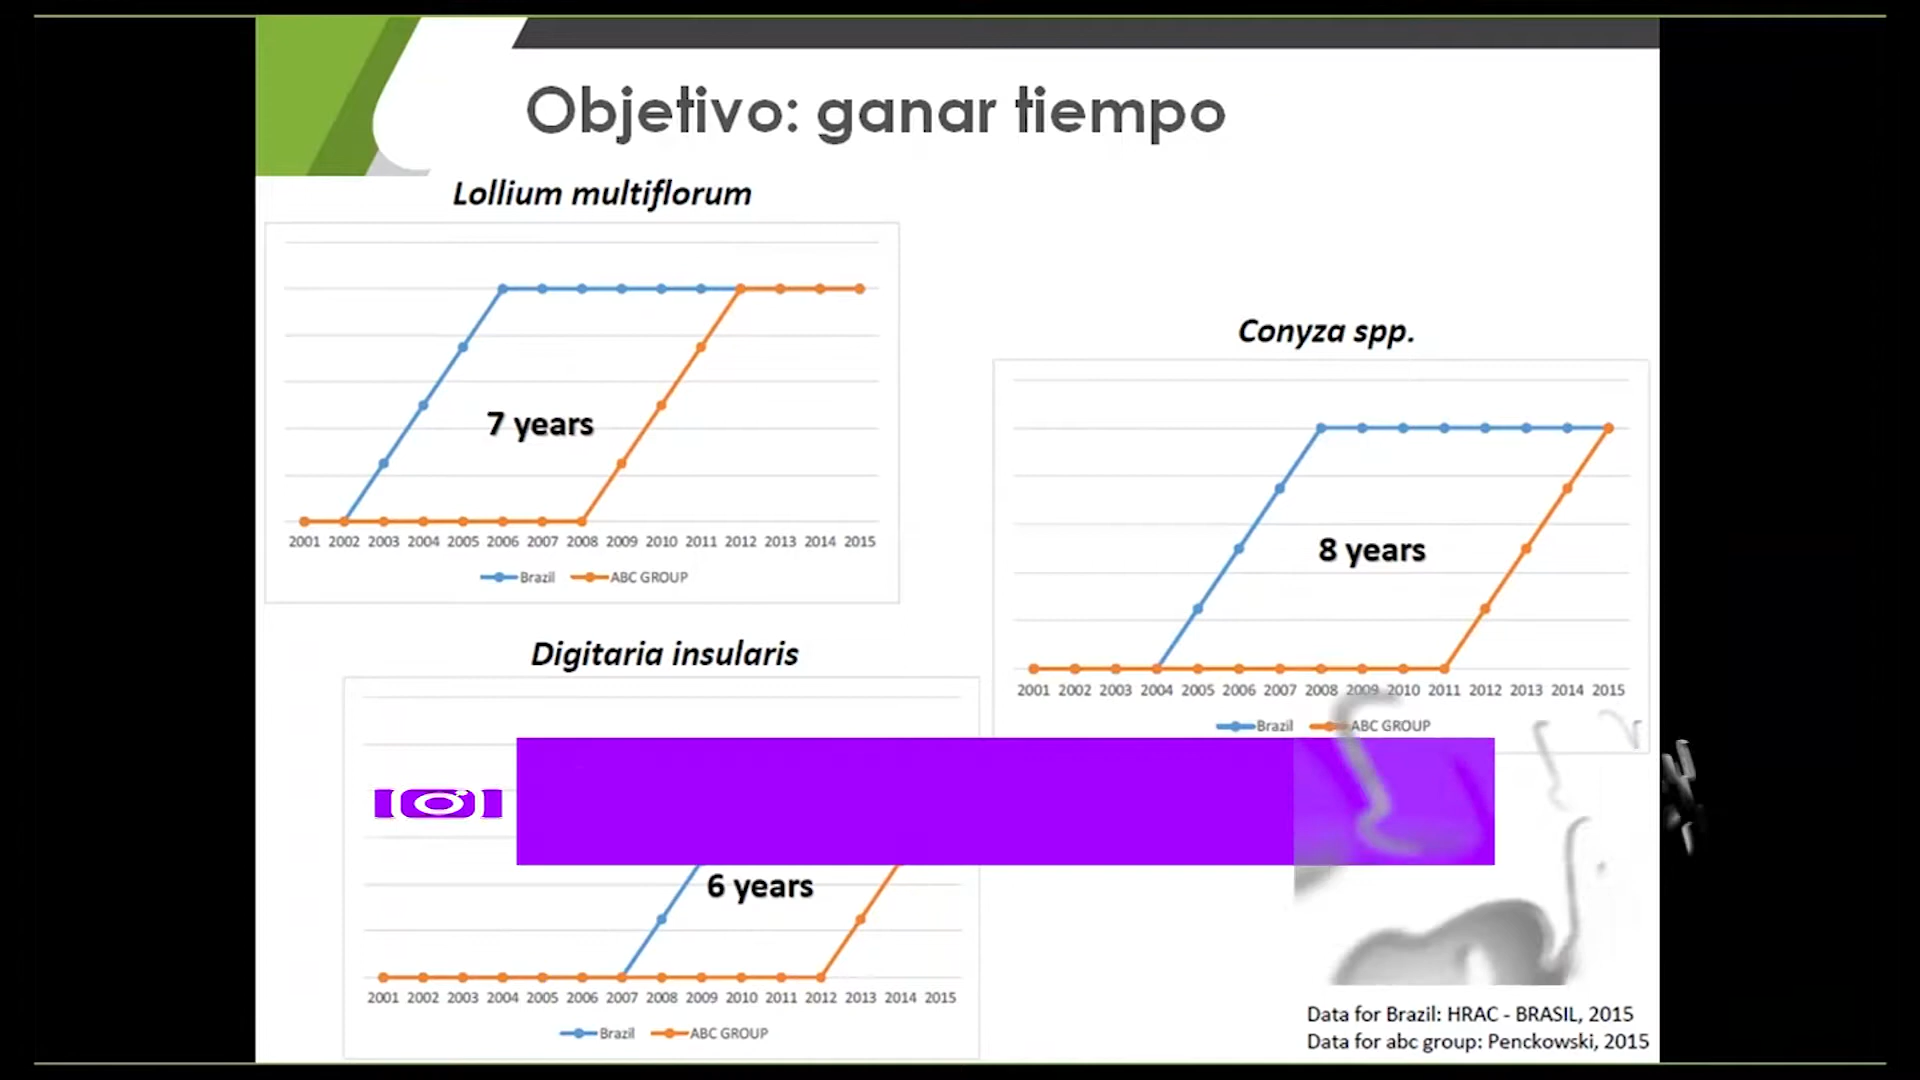 Objetivo: ganar tiempo
Lollium multiflorum
7 years
2001 2002 2003 2004 2005 2006 2007 2008 2009 2010 2011 2012 2013 2014 2015
Brazil ABC GROUP
Conyza spp.
8 years
2001 2002 2003 2004 2005 2006 2007 2008 2009 2010 2011 2012 2013 2014 2015
Brazil ABC GROUP
Digitaria insularis
6 years
2001 2002 2003 2004 2005 2006 2007 2008 2009 2010 2011 2012 2013 2014 2015
Brazil ABC GROUP
Data for Brazil: HRAC - BRASIL, 2015
Data for abc group: Penckowski, 2015